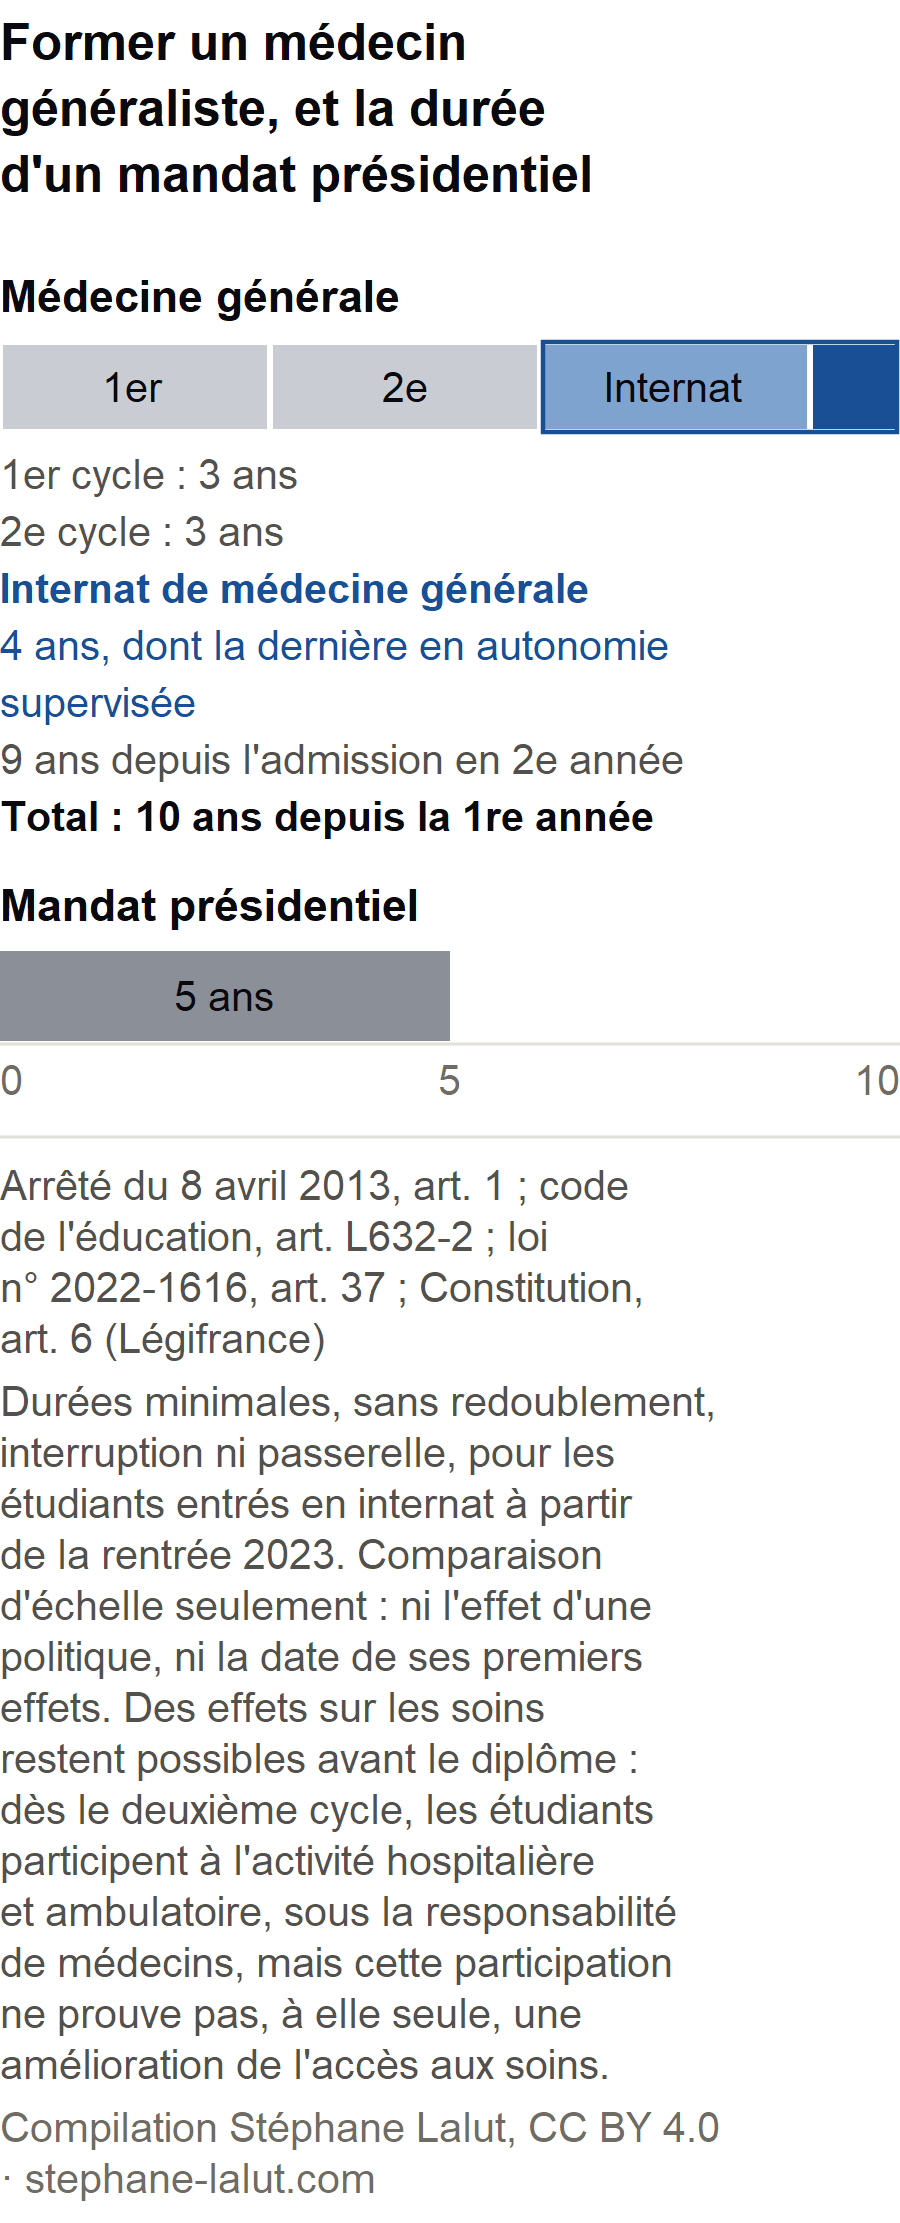 Former un médecin
généraliste, et la durée
d'un mandat présidentiel
Médecine générale
1er
2e
Internat
1er cycle : 3 ans
2e cycle : 3 ans
Internat de médecine générale
4 ans, dont la dernière en autonomie
supervisée
9 ans depuis l'admission en 2e année
Total : 10 ans depuis la 1re année
Mandat présidentiel
5 ans
0
5
10
Arrêté du 8 avril 2013, art. 1 ; code
de l'éducation, art. L632-2 ; loi
n° 2022-1616, art. 37 ; Constitution,
art. 6 (Légifrance)
Durées minimales, sans redoublement,
interruption ni passerelle, pour les
étudiants entrés en internat à partir
de la rentrée 2023. Comparaison
d'échelle seulement : ni l'effet d'une
politique, ni la date de ses premiers
effets. Des effets sur les soins
restent possibles avant le diplôme :
dès le deuxième cycle, les étudiants
participent à l'activité hospitalière
et ambulatoire, sous la responsabilité
de médecins, mais cette participation
ne prouve pas, à elle seule, une
amélioration de l'accès aux soins.
Compilation Stéphane Lalut, CC BY 4.0
· stephane-lalut.com